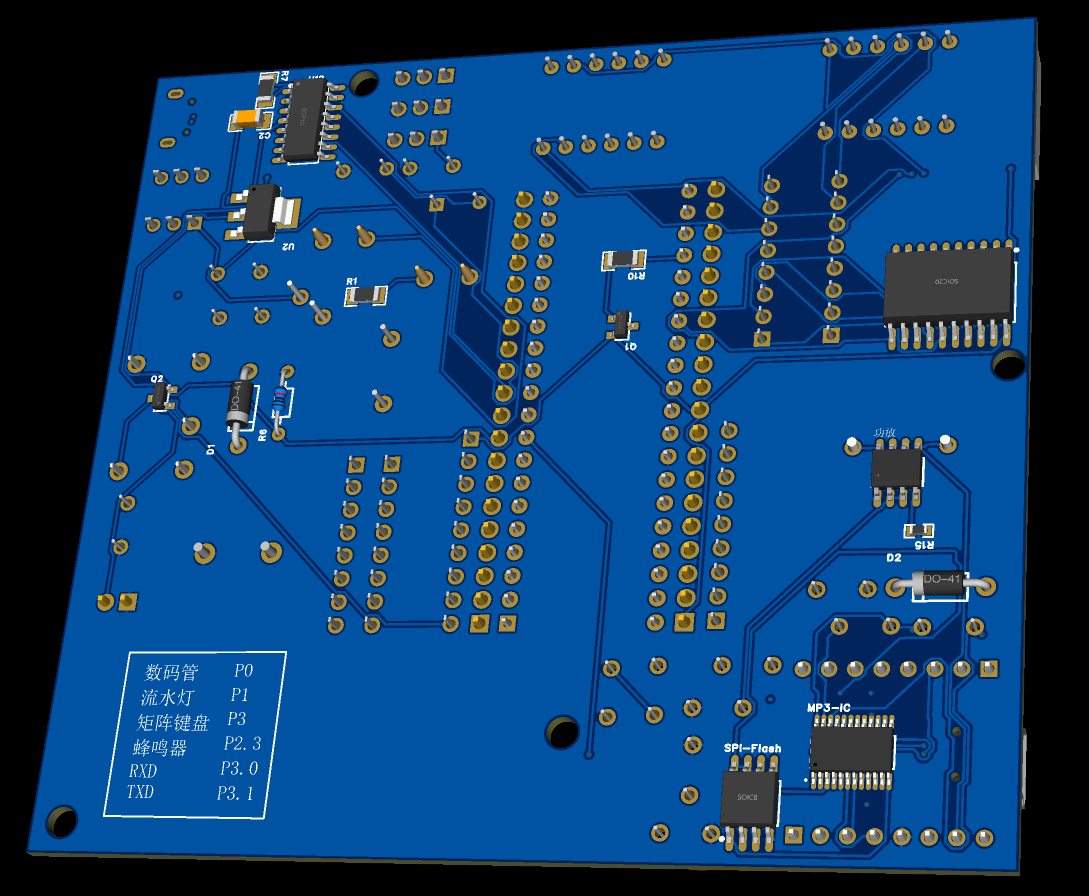 R7
C2
U2
R1
R10
Q1
Q2
DO-41
D1
R6
SOIC20
功放
R15
D2
DO-41
MP3-IC
SPI-Flash
SOIC8
数码管 P0
流水灯 P1
矩阵键盘 P3
蜂鸣器 P2.3
RXD P3.0
TXD P3.1